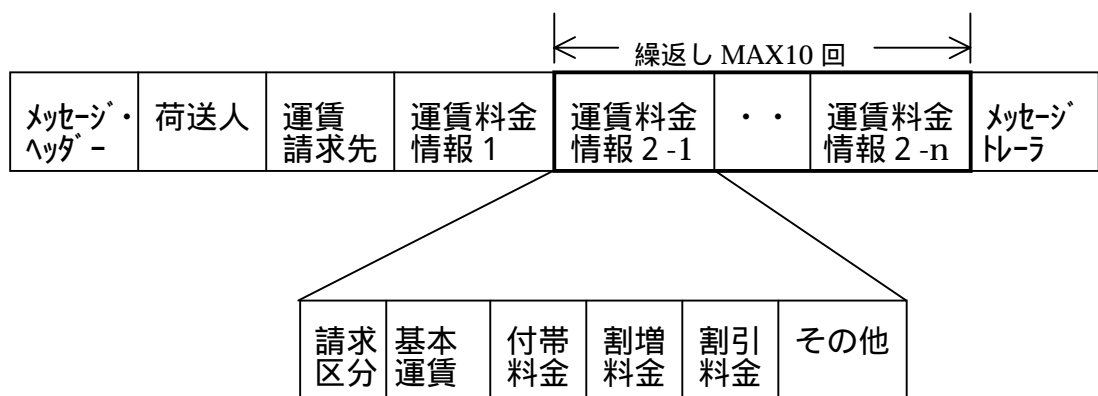 繰返し MAX10 回
メッセージ・
ヘッダー
荷送人
運賃
請求先
運賃料金
情報1
運賃料金
情報2-1
・・
運賃料金
情報2-n
メッセージ
トレーラ
請求
区分
基本
運賃
付帯
料金
割増
料金
割引
料金
その他